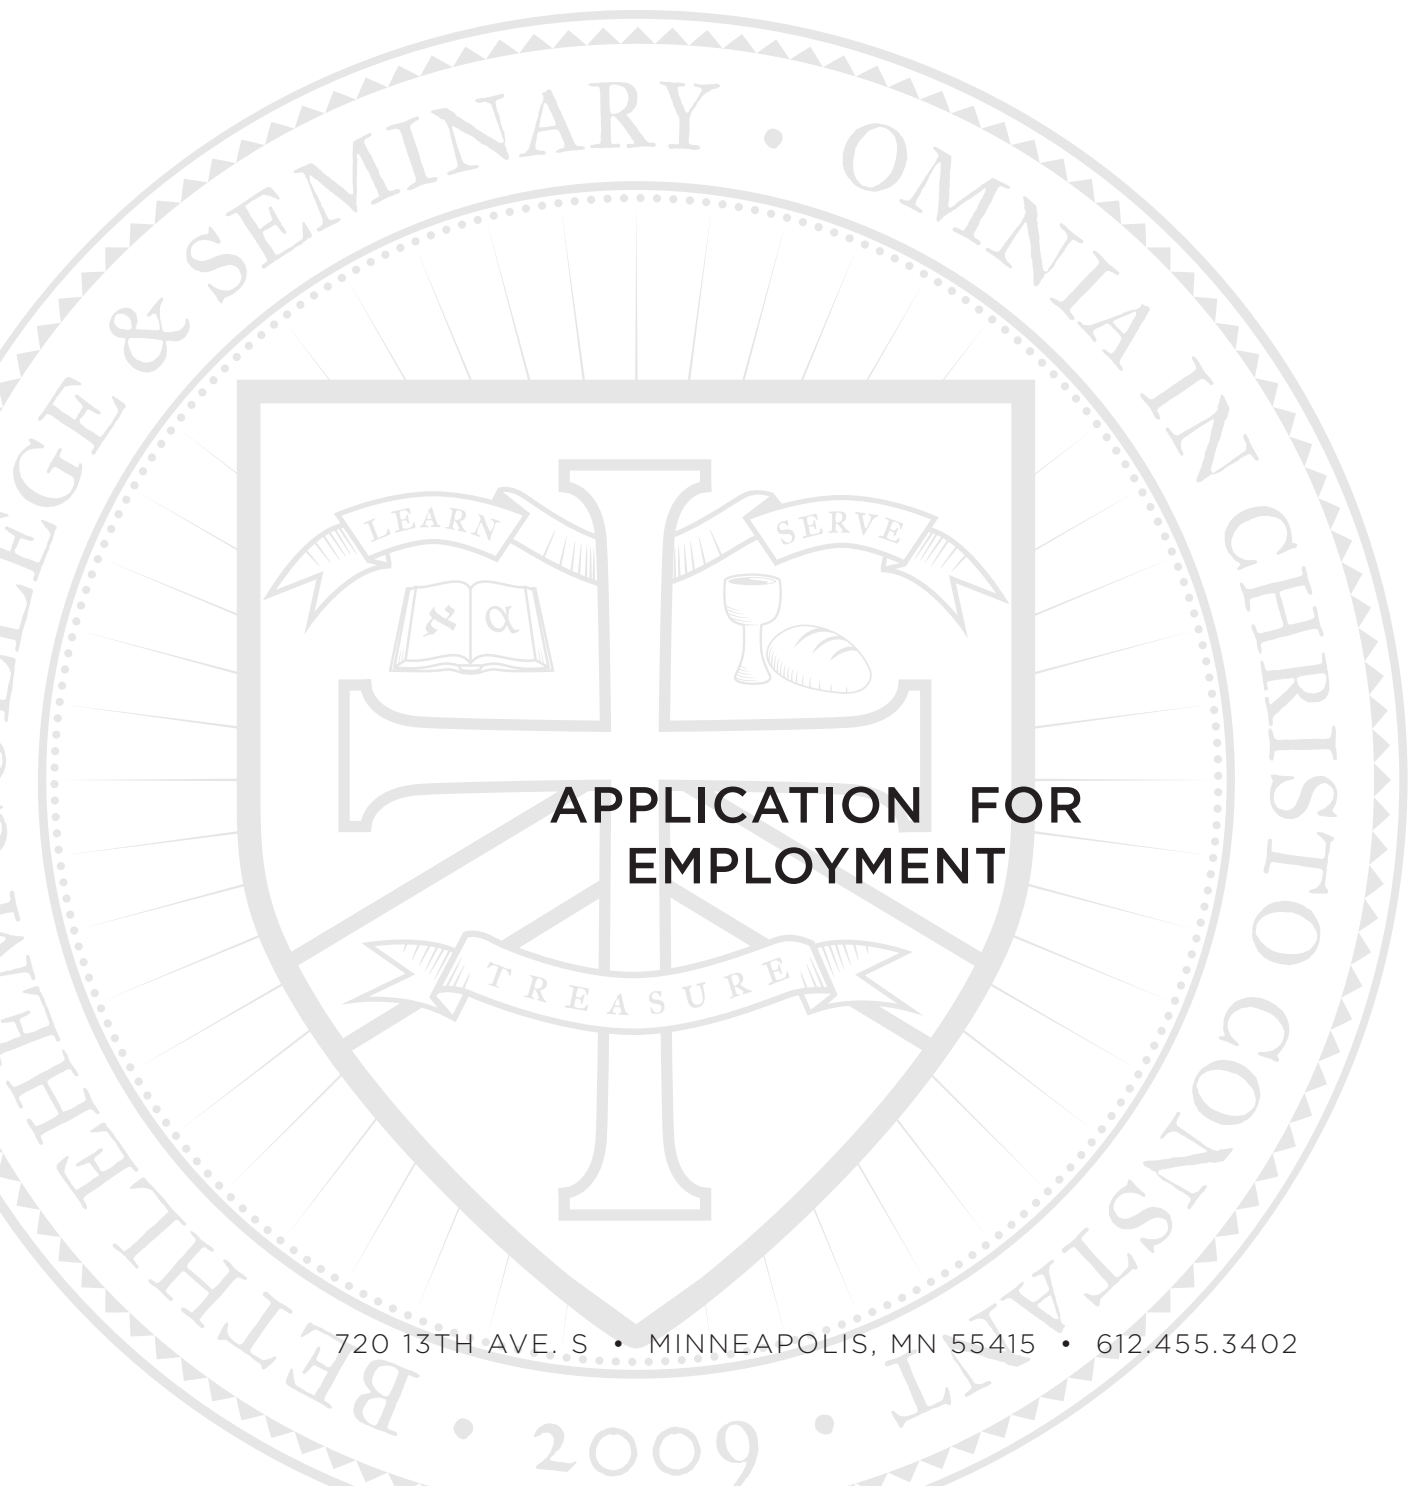 BETHLEHEM COLLEGE & SEMINARY • OMNIA IN CHRISTO CONSTANT • 2009
LEARN
SERVE
א α
APPLICATION FOR
EMPLOYMENT
TREASURE
720 13TH AVE. S • MINNEAPOLIS, MN 55415 • 612.455.3402